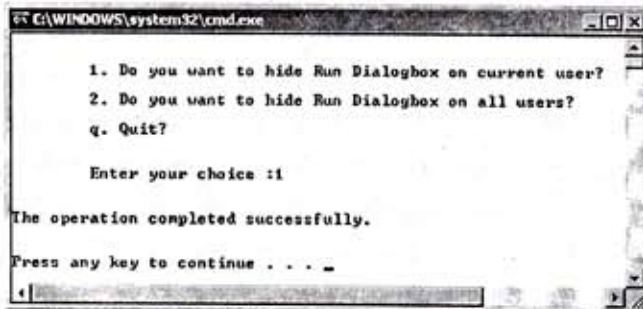 C:\WINDOWS\system32\cmd.exe
1. Do you want to hide Run Dialogbox on current user?
2. Do you want to hide Run Dialogbox on all users?
q. Quit?
Enter your choice :1
The operation completed successfully.
Press any key to continue . . . _